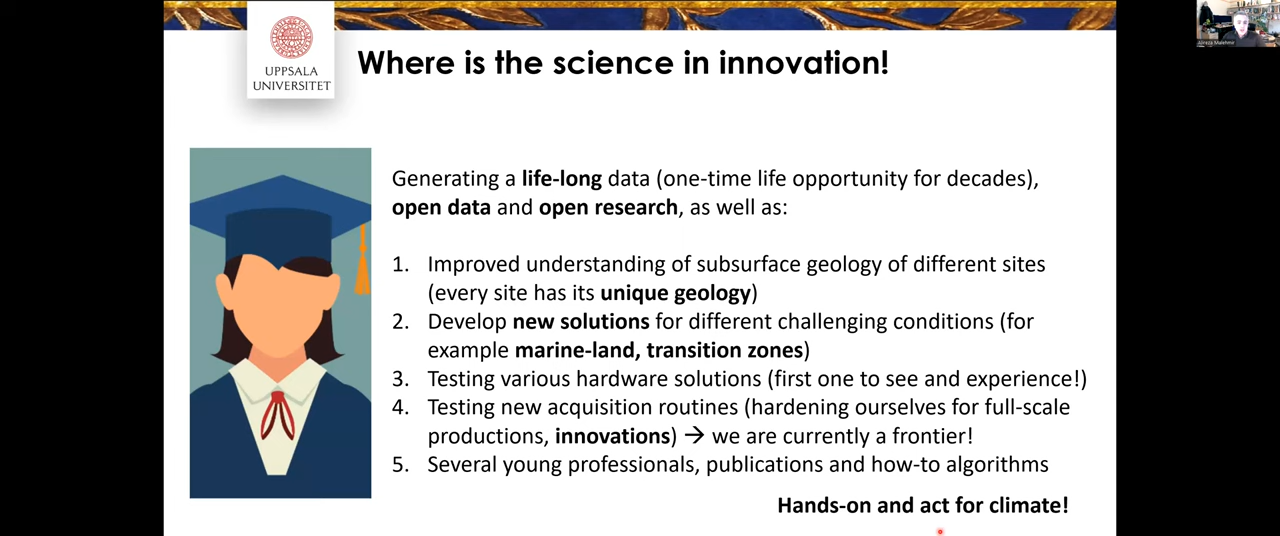 UPPSALA
UNIVERSITET
Where is the science in innovation!
Generating a life-long data (one-time life opportunity for decades),
open data and open research, as well as:
1. Improved understanding of subsurface geology of different sites
(every site has its unique geology)
2. Develop new solutions for different challenging conditions (for
example marine-land, transition zones)
3. Testing various hardware solutions (first one to see and experience!)
4. Testing new acquisition routines (hardening ourselves for full-scale
productions, innovations) → we are currently a frontier!
5. Several young professionals, publications and how-to algorithms
Hands-on and act for climate!